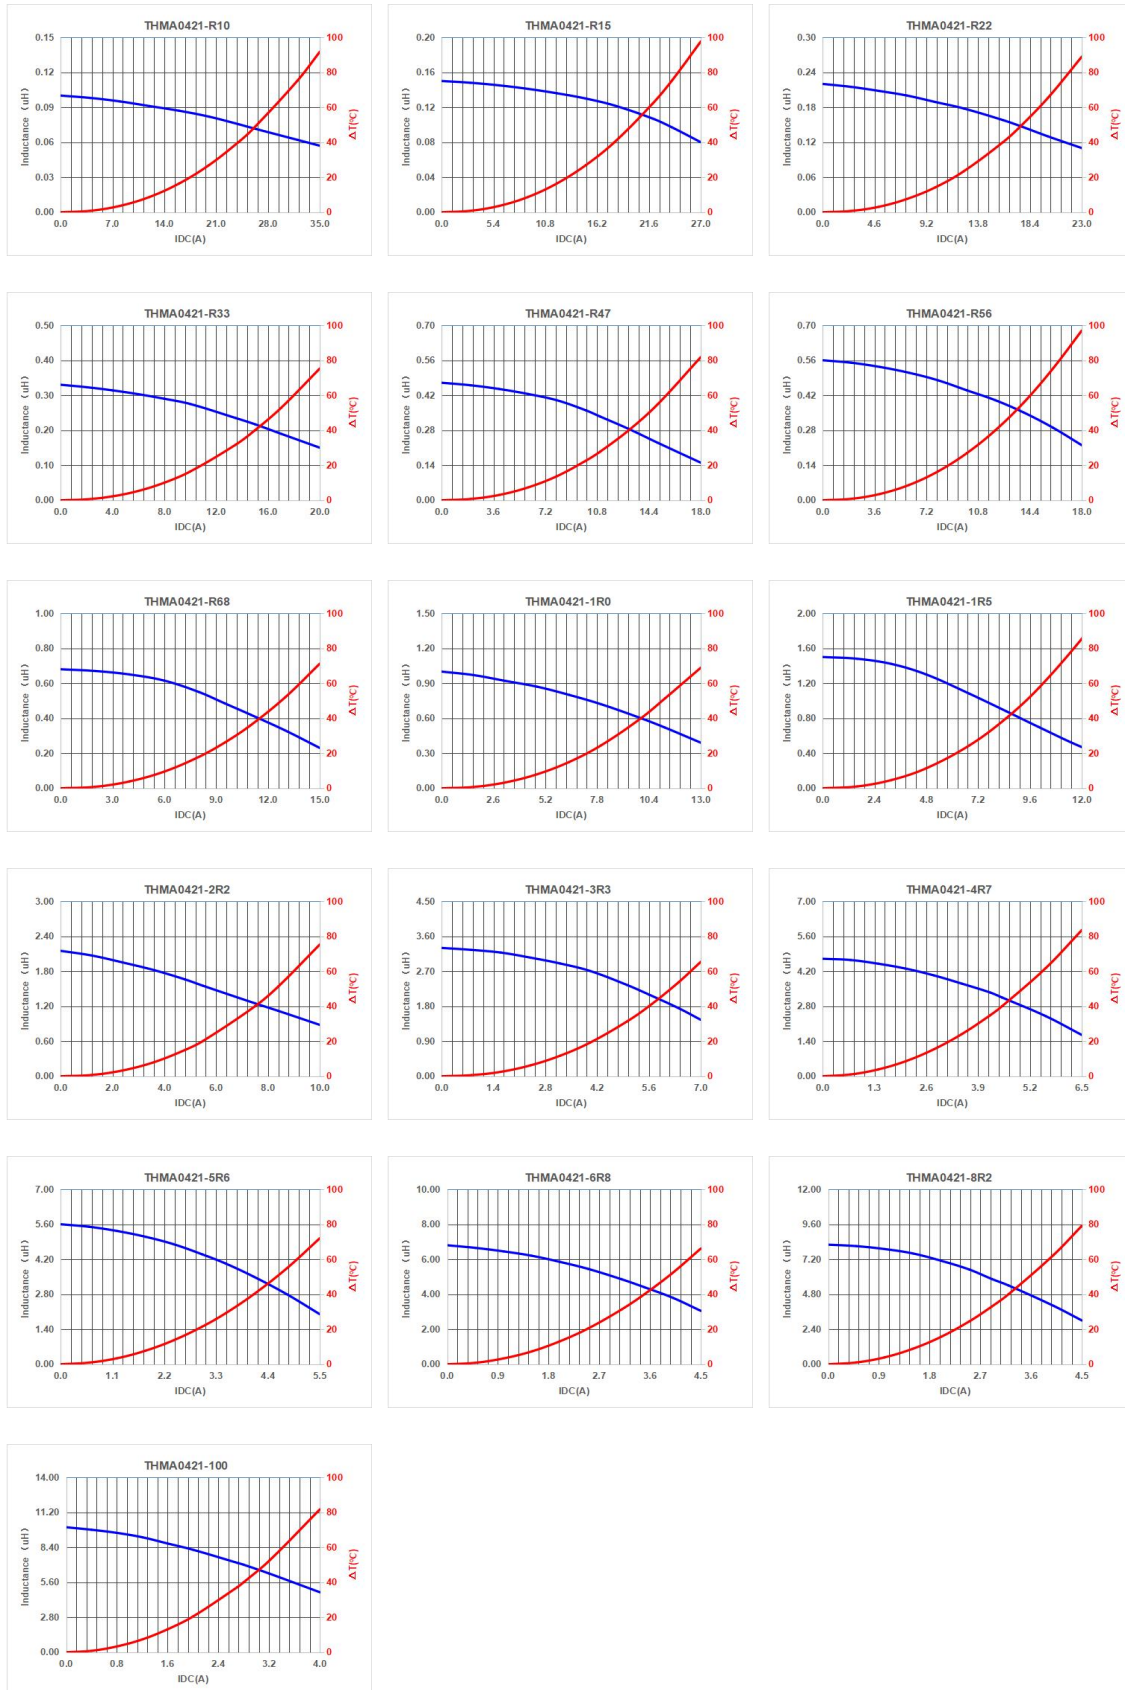 THMA0421-R10
0.15
0.12
0.09
0.06
0.03
0.00
Inductance (uH)
100
80
60
40
20
0
ΔT(℃)
0.0 7.0 14.0 21.0 28.0 35.0
IDC(A)
THMA0421-R15
0.20
0.16
0.12
0.08
0.04
0.00
Inductance (uH)
100
80
60
40
20
0
ΔT(℃)
0.0 5.4 10.8 16.2 21.6 27.0
IDC(A)
THMA0421-R22
0.30
0.24
0.18
0.12
0.06
0.00
Inductance (uH)
100
80
60
40
20
0
ΔT(℃)
0.0 4.6 9.2 13.8 18.4 23.0
IDC(A)
THMA0421-R33
0.50
0.40
0.30
0.20
0.10
0.00
Inductance (uH)
100
80
60
40
20
0
ΔT(℃)
0.0 4.0 8.0 12.0 16.0 20.0
IDC(A)
THMA0421-R47
0.70
0.56
0.42
0.28
0.14
0.00
Inductance (uH)
100
80
60
40
20
0
ΔT(℃)
0.0 3.6 7.2 10.8 14.4 18.0
IDC(A)
THMA0421-R56
0.70
0.56
0.42
0.28
0.14
0.00
Inductance (uH)
100
80
60
40
20
0
ΔT(℃)
0.0 3.6 7.2 10.8 14.4 18.0
IDC(A)
THMA0421-R68
1.00
0.80
0.60
0.40
0.20
0.00
Inductance (uH)
100
80
60
40
20
0
ΔT(℃)
0.0 3.0 6.0 9.0 12.0 15.0
IDC(A)
THMA0421-1R0
1.50
1.20
0.90
0.60
0.30
0.00
Inductance (uH)
100
80
60
40
20
0
ΔT(℃)
0.0 2.6 5.2 7.8 10.4 13.0
IDC(A)
THMA0421-1R5
2.00
1.60
1.20
0.80
0.40
0.00
Inductance (uH)
100
80
60
40
20
0
ΔT(℃)
0.0 2.4 4.8 7.2 9.6 12.0
IDC(A)
THMA0421-2R2
3.00
2.40
1.80
1.20
0.60
0.00
Inductance (uH)
100
80
60
40
20
0
ΔT(℃)
0.0 2.0 4.0 6.0 8.0 10.0
IDC(A)
THMA0421-3R3
4.50
3.60
2.70
1.80
0.90
0.00
Inductance (uH)
100
80
60
40
20
0
ΔT(℃)
0.0 1.4 2.8 4.2 5.6 7.0
IDC(A)
THMA0421-4R7
7.00
5.60
4.20
2.80
1.40
0.00
Inductance (uH)
100
80
60
40
20
0
ΔT(℃)
0.0 1.3 2.6 3.9 5.2 6.5
IDC(A)
THMA0421-5R6
7.00
5.60
4.20
2.80
1.40
0.00
Inductance (uH)
100
80
60
40
20
0
ΔT(℃)
0.0 1.1 2.2 3.3 4.4 5.5
IDC(A)
THMA0421-6R8
10.00
8.00
6.00
4.00
2.00
0.00
Inductance (uH)
100
80
60
40
20
0
ΔT(℃)
0.0 0.9 1.8 2.7 3.6 4.5
IDC(A)
THMA0421-8R2
12.00
9.60
7.20
4.80
2.40
0.00
Inductance (uH)
100
80
60
40
20
0
ΔT(℃)
0.0 0.9 1.8 2.7 3.6 4.5
IDC(A)
THMA0421-100
14.00
11.20
8.40
5.60
2.80
0.00
Inductance (uH)
100
80
60
40
20
0
ΔT(℃)
0.0 0.8 1.6 2.4 3.2 4.0
IDC(A)